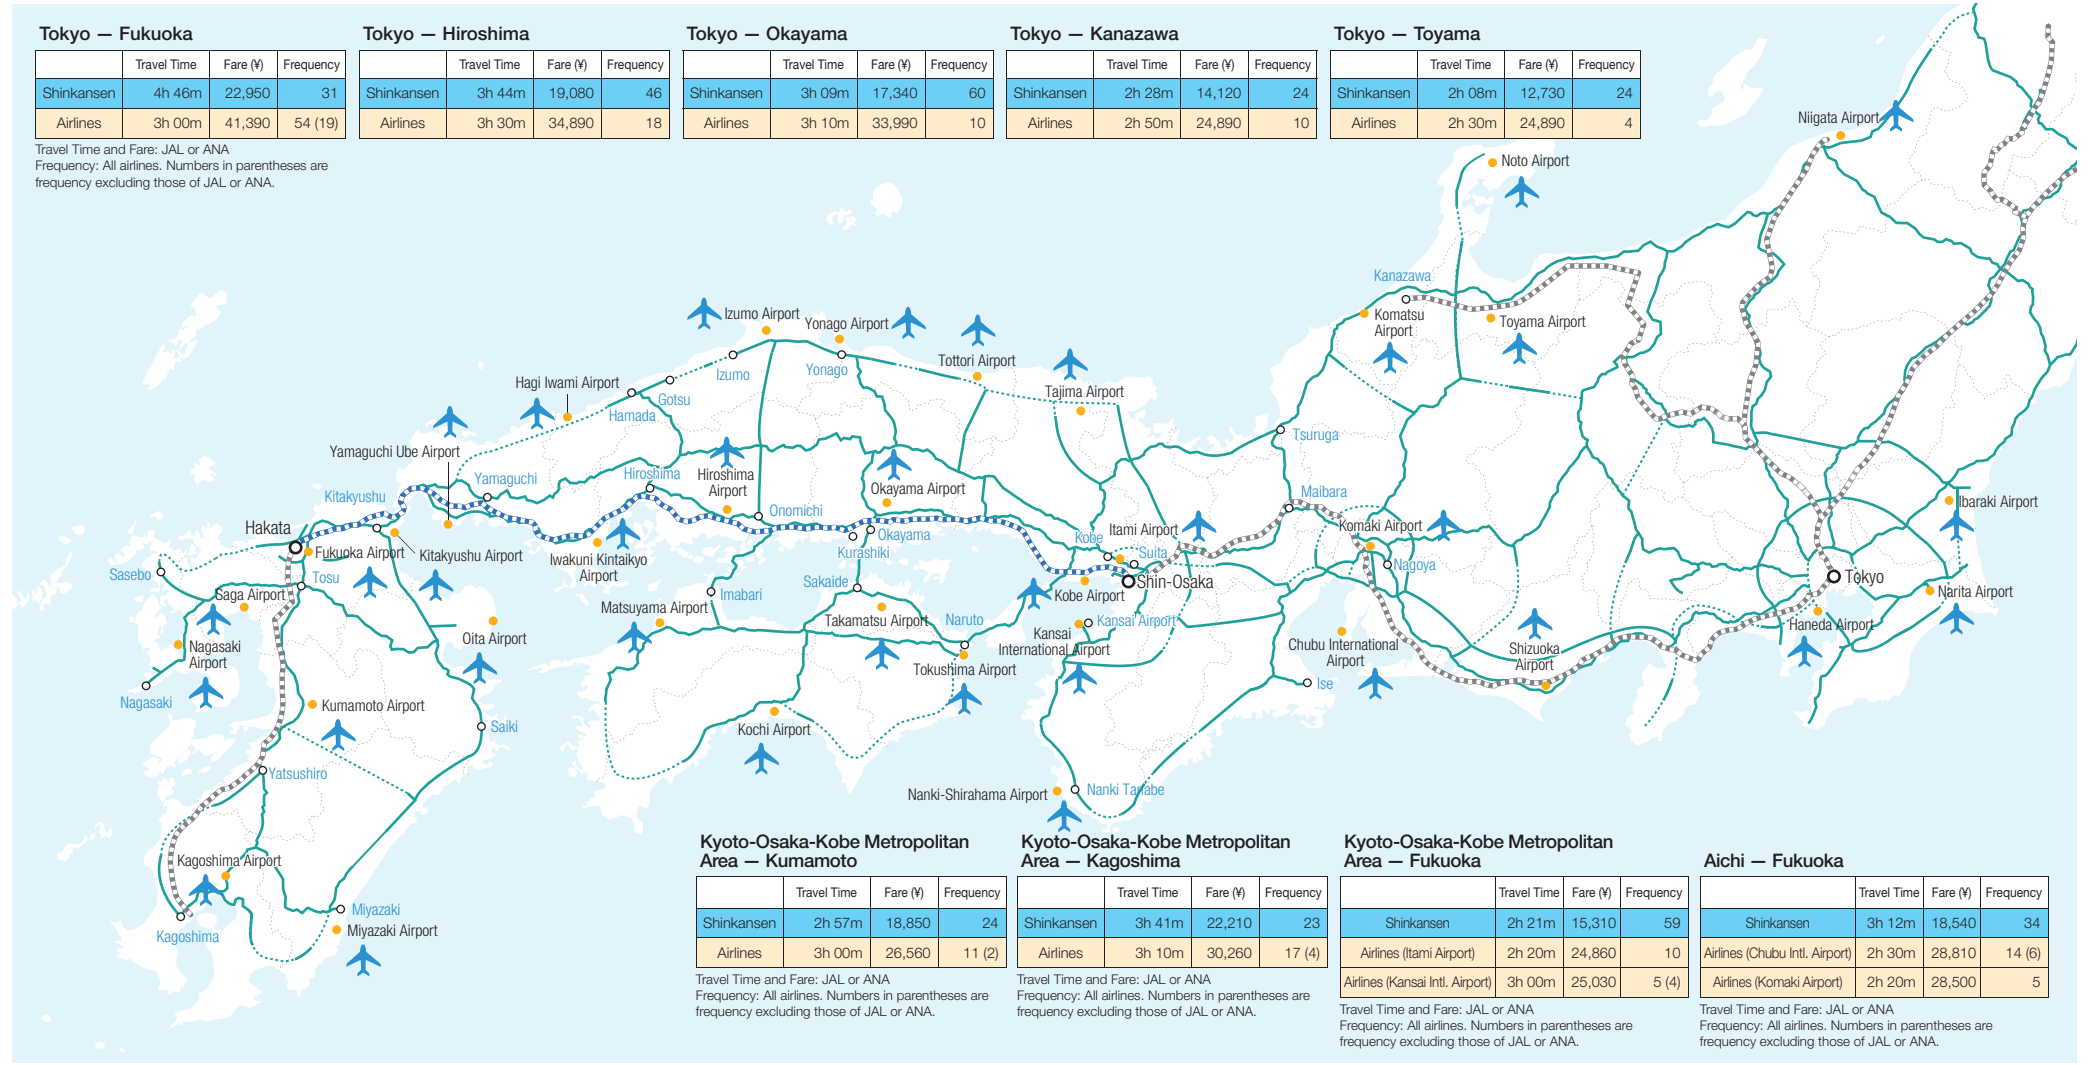 Tokyo — Fukuoka
Travel Time Fare (¥) Frequency
Shinkansen 4h 46m 22,950 31
Airlines 3h 00m 41,390 54 (19)
Travel Time and Fare: JAL or ANA
Frequency: All airlines. Numbers in parentheses are
frequency excluding those of JAL or ANA.
Tokyo — Hiroshima
Travel Time Fare (¥) Frequency
Shinkansen 3h 44m 19,080 46
Airlines 3h 30m 34,890 18
Tokyo — Okayama
Travel Time Fare (¥) Frequency
Shinkansen 3h 09m 17,340 60
Airlines 3h 10m 33,990 10
Tokyo — Kanazawa
Travel Time Fare (¥) Frequency
Shinkansen 2h 28m 14,120 24
Airlines 2h 50m 24,890 10
Tokyo — Toyama
Travel Time Fare (¥) Frequency
Shinkansen 2h 08m 12,730 24
Airlines 2h 30m 24,890 4
Niigata Airport
Noto Airport
Kanazawa
Komatsu
Airport
Toyama Airport
Izumo Airport
Yonago Airport
Tottori Airport
Tajima Airport
Izumo
Yonago
Hagi Iwami Airport
Gotsu
Hamada
Tsuruga
Yamaguchi Ube Airport
Yamaguchi
Hiroshima
Hiroshima
Airport
Okayama Airport
Maibara
Kitakyushu
Onomichi
Itami Airport
Komaki Airport
Ibaraki Airport
Hakata
Fukuoka Airport
Kitakyushu Airport
Iwakuni Kintaikyo
Airport
Okayama
Kurashiki
Kobe
Suita
Nagoya
Shin-Osaka
Tokyo
Sasebo
Tosu
Saga Airport
Sakaide
Imabari
Kobe Airport
Narita Airport
Matsuyama Airport
Takamatsu Airport
Naruto
Kansai Airport
Haneda Airport
Oita Airport
Nagasaki
Airport
Kansai
International Airport
Chubu International
Airport
Shizuoka
Airport
Tokushima Airport
Ise
Nagasaki
Kumamoto Airport
Saiki
Kochi Airport
Yatsushiro
Nanki-Shirahama Airport
Nanki Tanabe
Kagoshima Airport
Miyazaki
Miyazaki Airport
Kagoshima
Kyoto-Osaka-Kobe Metropolitan
Area — Kumamoto
Travel Time Fare (¥) Frequency
Shinkansen 2h 57m 18,850 24
Airlines 3h 00m 26,560 11 (2)
Travel Time and Fare: JAL or ANA
Frequency: All airlines. Numbers in parentheses are
frequency excluding those of JAL or ANA.
Kyoto-Osaka-Kobe Metropolitan
Area — Kagoshima
Travel Time Fare (¥) Frequency
Shinkansen 3h 41m 22,210 23
Airlines 3h 10m 30,260 17 (4)
Travel Time and Fare: JAL or ANA
Frequency: All airlines. Numbers in parentheses are
frequency excluding those of JAL or ANA.
Kyoto-Osaka-Kobe Metropolitan
Area — Fukuoka
Travel Time Fare (¥) Frequency
Shinkansen 2h 21m 15,310 59
Airlines (Itami Airport) 2h 20m 24,860 10
Airlines (Kansai Intl. Airport) 3h 00m 25,030 5 (4)
Travel Time and Fare: JAL or ANA
Frequency: All airlines. Numbers in parentheses are
frequency excluding those of JAL or ANA.
Aichi — Fukuoka
Travel Time Fare (¥) Frequency
Shinkansen 3h 12m 18,540 34
Airlines (Chubu Intl. Airport) 2h 30m 28,810 14 (6)
Airlines (Komaki Airport) 2h 20m 28,500 5
Travel Time and Fare: JAL or ANA
Frequency: All airlines. Numbers in parentheses are
frequency excluding those of JAL or ANA.